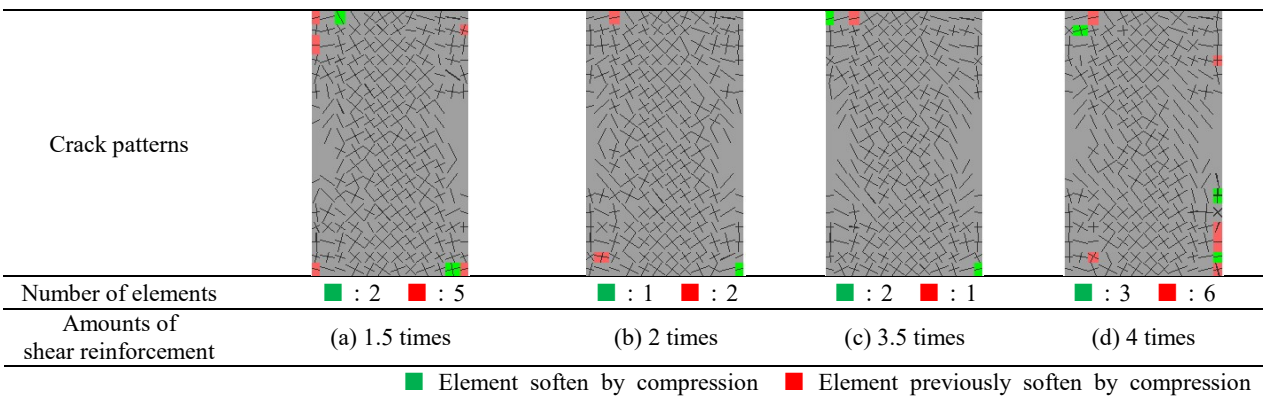 Crack patterns
Number of elements : 2 : 5 : 1 : 2 : 2 : 1 : 3 : 6
Amounts of
shear reinforcement (a) 1.5 times (b) 2 times (c) 3.5 times (d) 4 times
Element soften by compression Element previously soften by compression